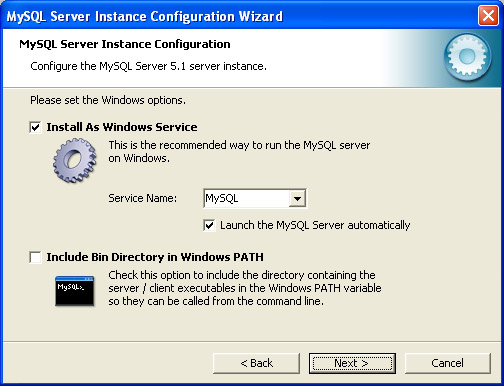 MySQL Server Instance Configuration Wizard
MySQL Server Instance Configuration
Configure the MySQL Server 5.1 server instance.
Please set the Windows options.
Install As Windows Service
This is the recommended way to run the MySQL server
on Windows.
Service Name:
MySQL
Launch the MySQL Server automatically
Include Bin Directory in Windows PATH
MySQL>_
Check this option to include the directory containing the
server / client executables in the Windows PATH variable
so they can be called from the command line.
< Back
Next >
Cancel